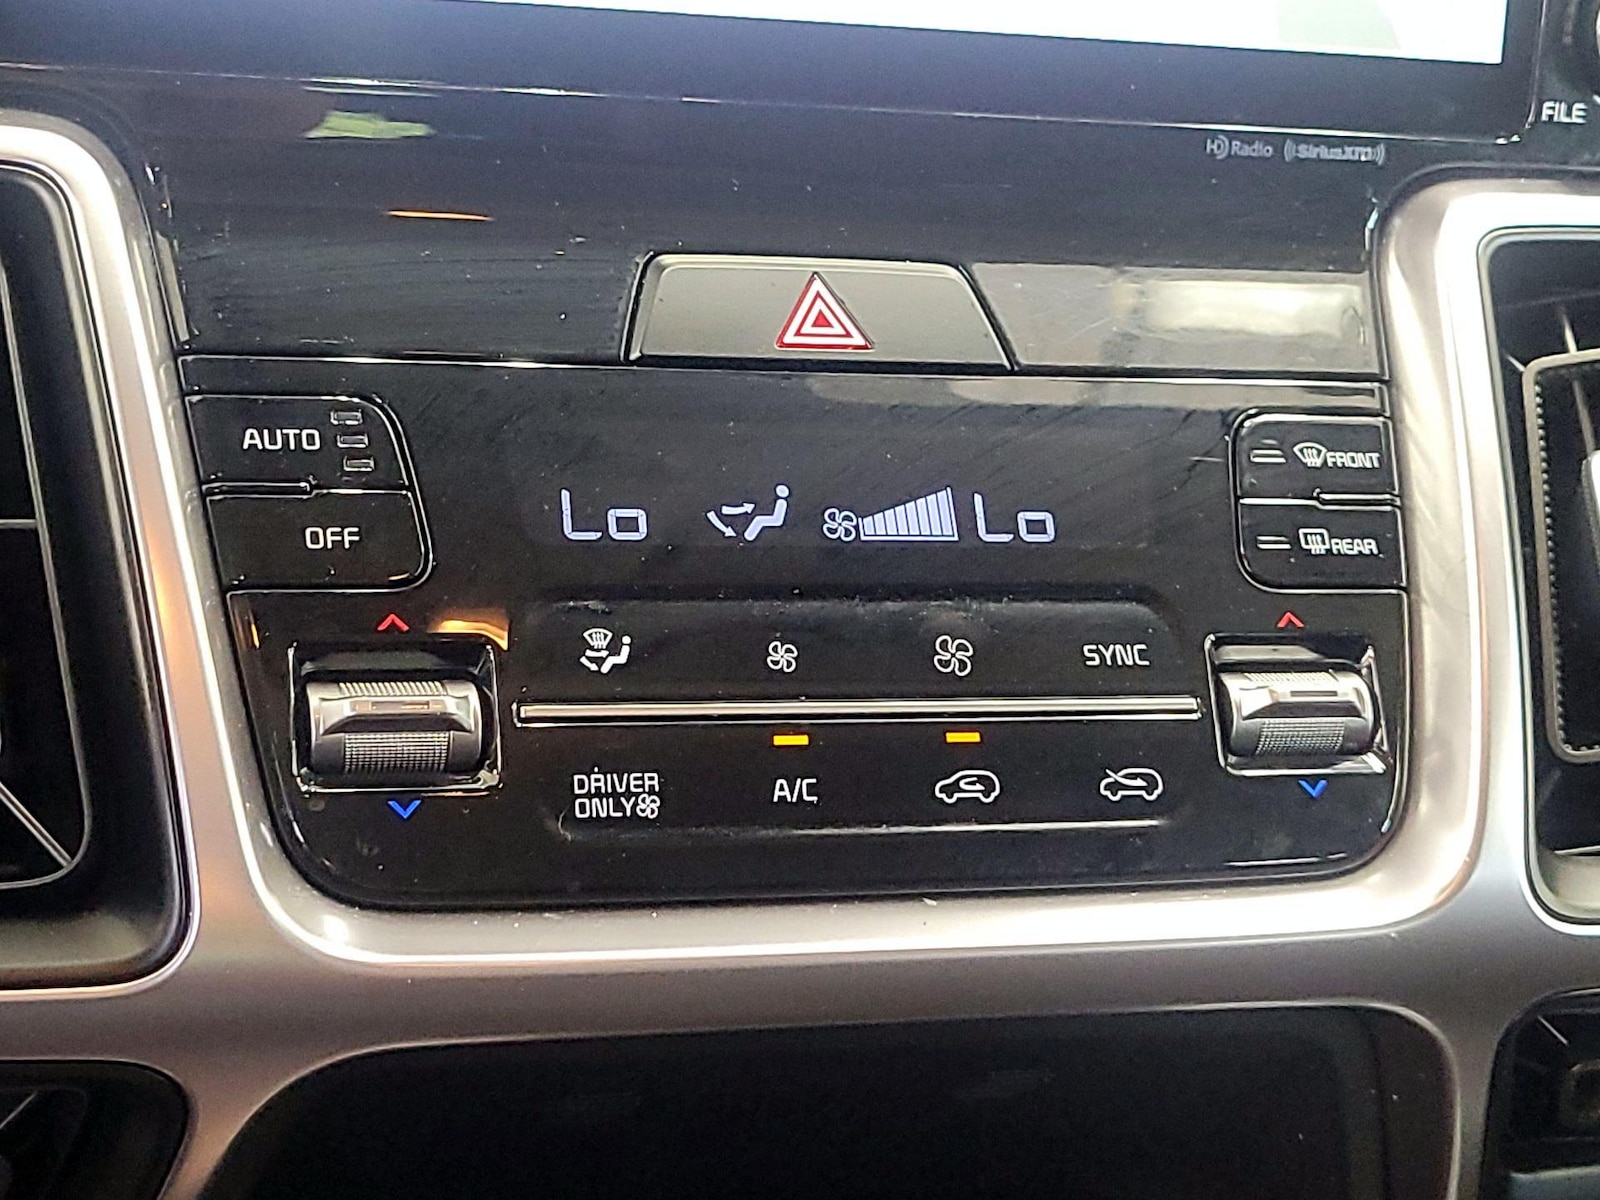 FILE
HD Radio ((SiriusXM))
AUTO
FRONT
OFF
Lo
Lo
REAR
SYNC
DRIVER
ONLY
A/C